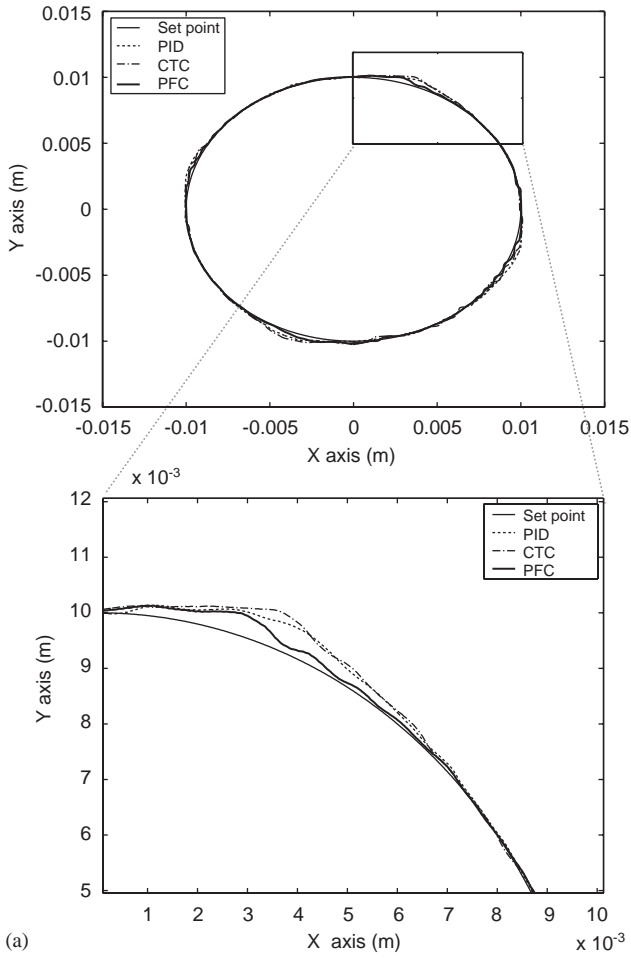 0.015
Set point
PID
CTC
PFC
0.010
0.005
0
-0.005
-0.01
-0.015
Y axis (m)
-0.015 -0.01 -0.005 0 0.005 0.01 0.015
X axis (m)
x 10⁻³
12
Set point
PID
CTC
PFC
11
10
9
8
7
6
5
Y axis (m)
1 2 3 4 5 6 7 8 9 10
(a)
X axis (m)
x 10⁻³